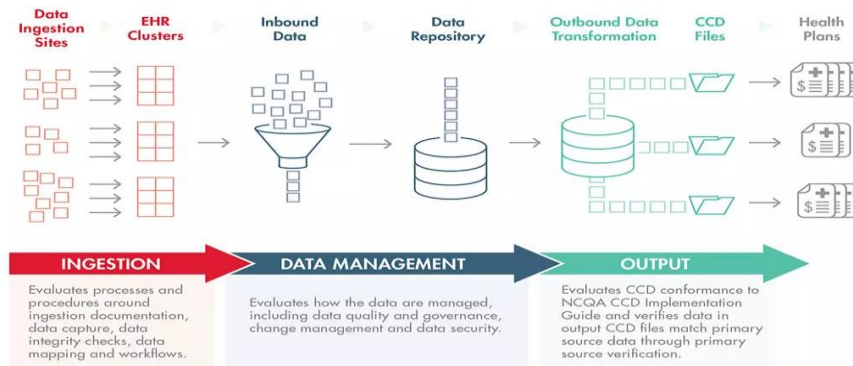 Data
Ingestion
Sites
EHR
Clusters
Inbound
Data
Data
Repository
Outbound Data
Transformation
CCD
Files
Health
Plans
$
$
$
INGESTION
DATA MANAGEMENT
OUTPUT
Evaluates processes and
procedures around
ingestion documentation,
data capture, data
integrity checks, data
mapping and workflows.
Evaluates how the data are managed,
including data quality and governance,
change management and data security.
Evaluates CCD conformance to
NCQA CCD Implementation
Guide and verifies data in
output CCD files match primary
source data through primary
source verification.